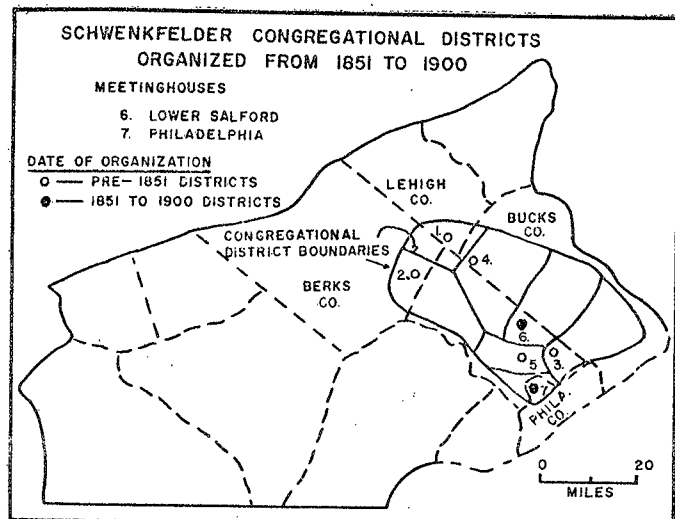 SCHWENKFELDER CONGREGATIONAL DISTRICTS
ORGANIZED FROM 1851 TO 1900
MEETINGHOUSES
6. LOWER SALFORD
7. PHILADELPHIA
DATE OF ORGANIZATION
PRE-1851 DISTRICTS
1851 TO 1900 DISTRICTS
LEHIGH
CO.
BUCKS
CO.
CONGREGATIONAL
DISTRICT BOUNDARIES
BERKS
CO.
1.
2.
4.
6.
5
3.
7.
PHILA.
CO.
0 20
MILES